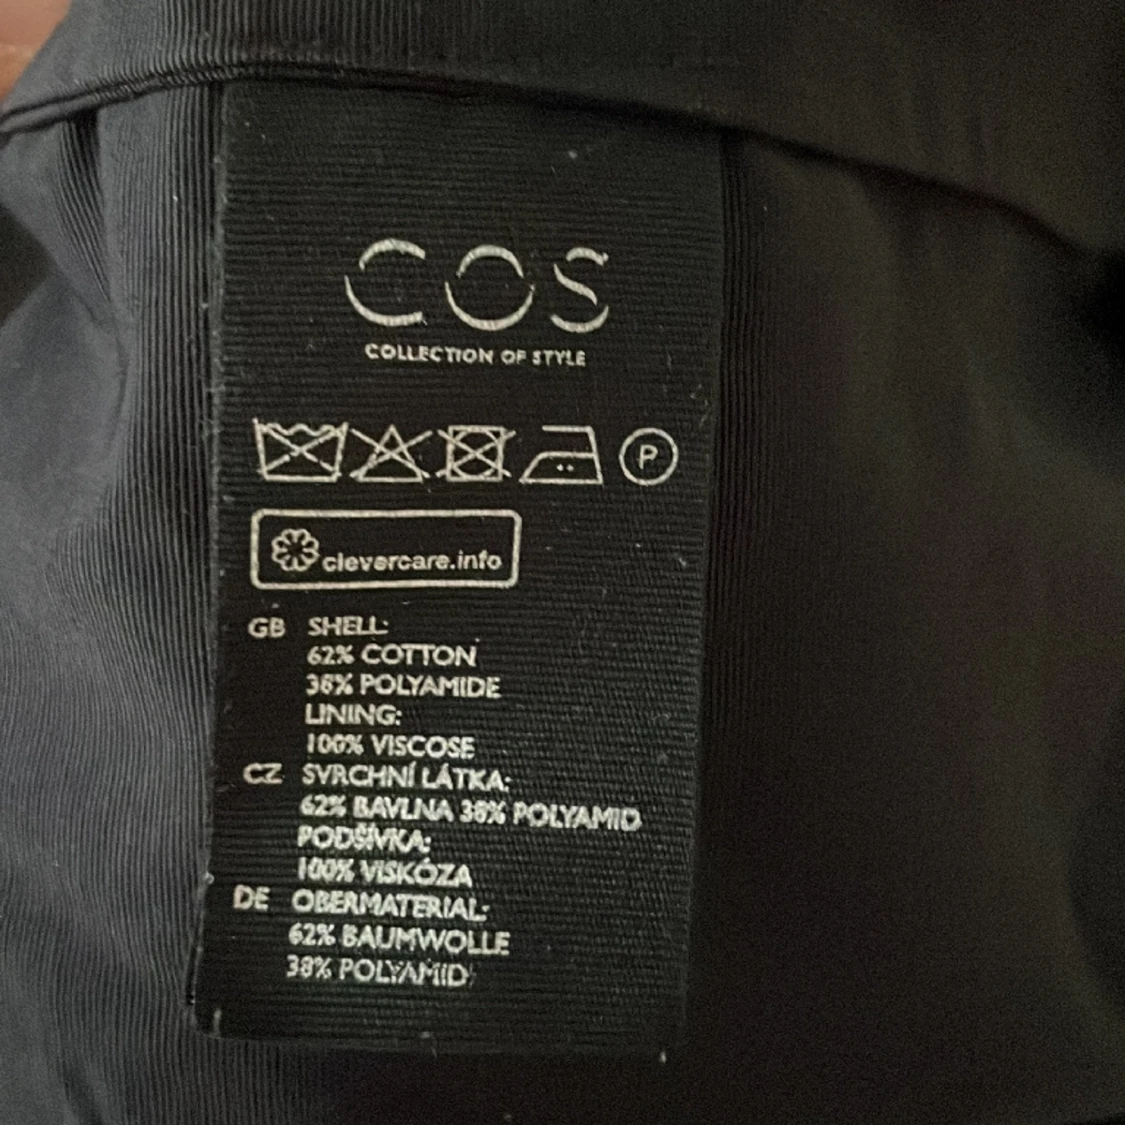 COS
COLLECTION OF STYLE
P
clevercare.info
GB SHELL:
62% COTTON
38% POLYAMIDE
LINING:
100% VISCOSE
CZ SVRCHNÍ LÁTKA:
62% BAVLNA 38% POLYAMID
PODŠÍVKA:
100% VISKÓZA
DE OBERMATERIAL:
62% BAUMWOLLE
38% POLYAMID